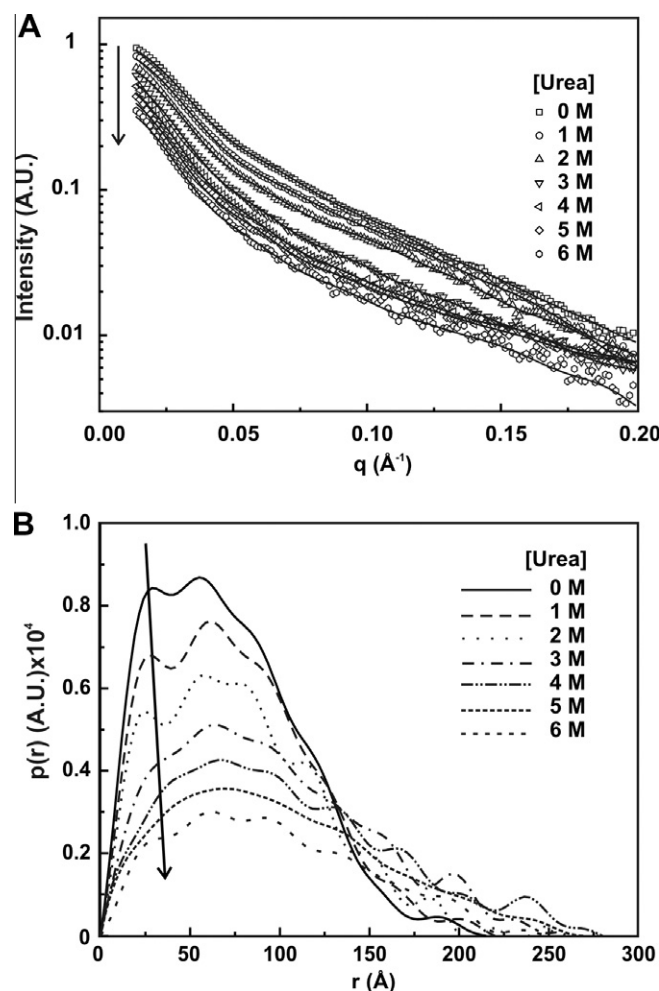 A
1
0.1
0.01
Intensity (A.U.)
[Urea]
0 M
1 M
2 M
3 M
4 M
5 M
6 M
0.00 0.05 0.10 0.15 0.20
q (Å⁻¹)
B
1.0
0.8
0.6
0.4
0.2
0
p(r) (A.U.)x10⁴
[Urea]
0 M
1 M
2 M
3 M
4 M
5 M
6 M
0 50 100 150 200 250 300
r (Å)